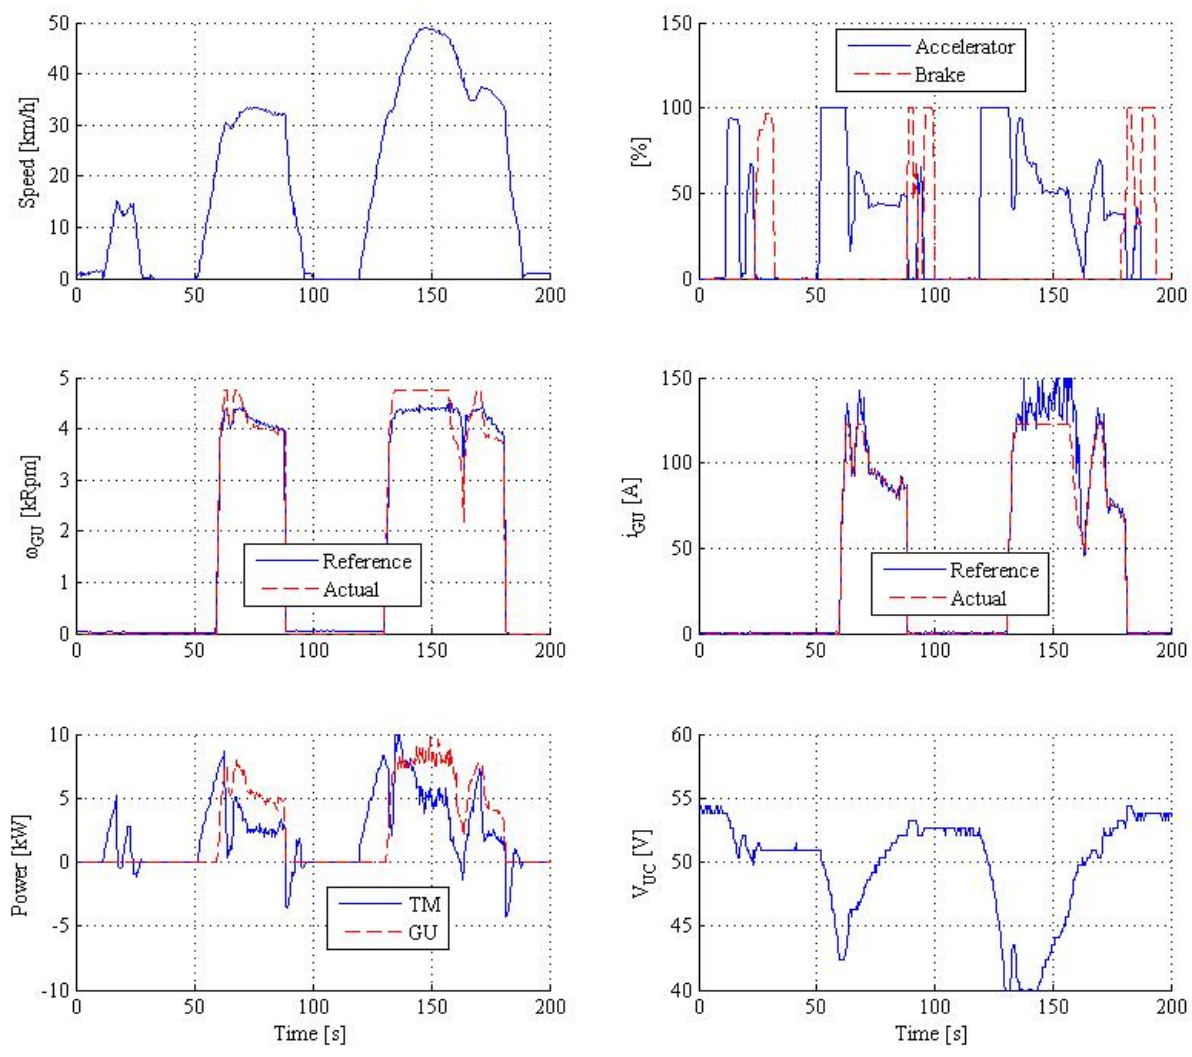 50
40
30
20
10
0
Speed [km/h]
0 50 100 150 200
150
100
50
0
[%]
Accelerator
Brake
0 50 100 150 200
5
4
3
2
1
0
ω_GU [kRpm]
Reference
Actual
0 50 100 150 200
150
100
50
0
i_GU [A]
Reference
Actual
0 50 100 150 200
10
5
0
-5
-10
Power [kW]
TM
GU
0 50 100 150 200
Time [s]
60
55
50
45
40
V_UC [V]
0 50 100 150 200
Time [s]